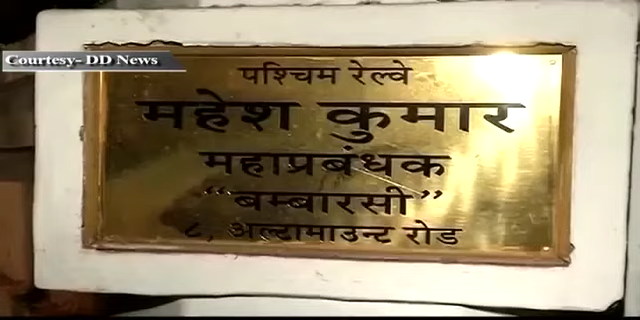 Courtesy- DD News
पश्चिम रेल्वे
महेश कुमार
महाप्रबंधक
“बम्बारसी”
८, अल्टामाउन्ट रोड